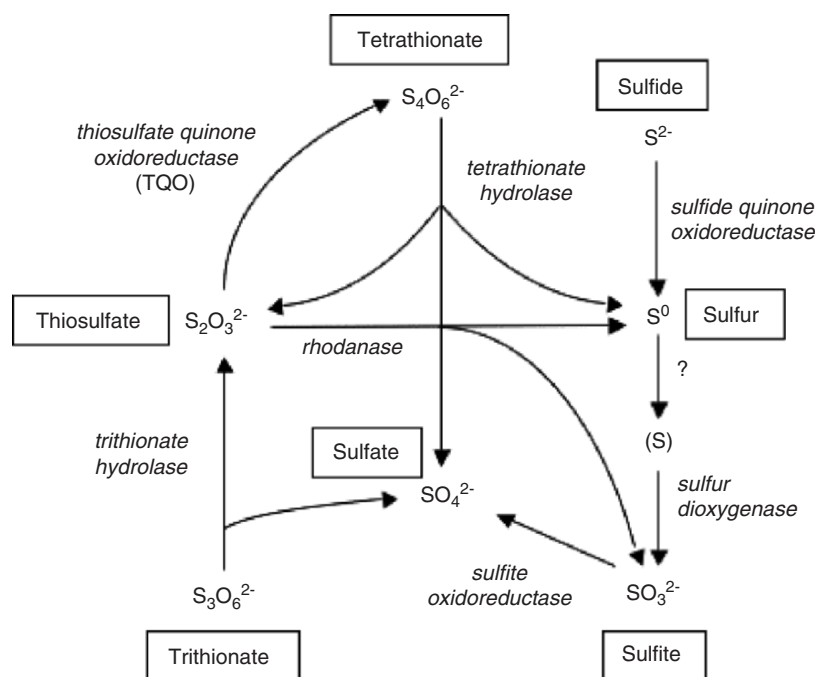 Tetrathionate
S₄O₆²⁻
Sulfide
S²⁻
thiosulfate quinone
oxidoreductase
(TQO)
tetrathionate
hydrolase
sulfide quinone
oxidoreductase
Thiosulfate
S₂O₃²⁻
rhodanase
S⁰
Sulfur
?
trithionate
hydrolase
Sulfate
SO₄²⁻
(S)
sulfur
dioxygenase
sulfite
oxidoreductase
S₃O₆²⁻
SO₃²⁻
Trithionate
Sulfite